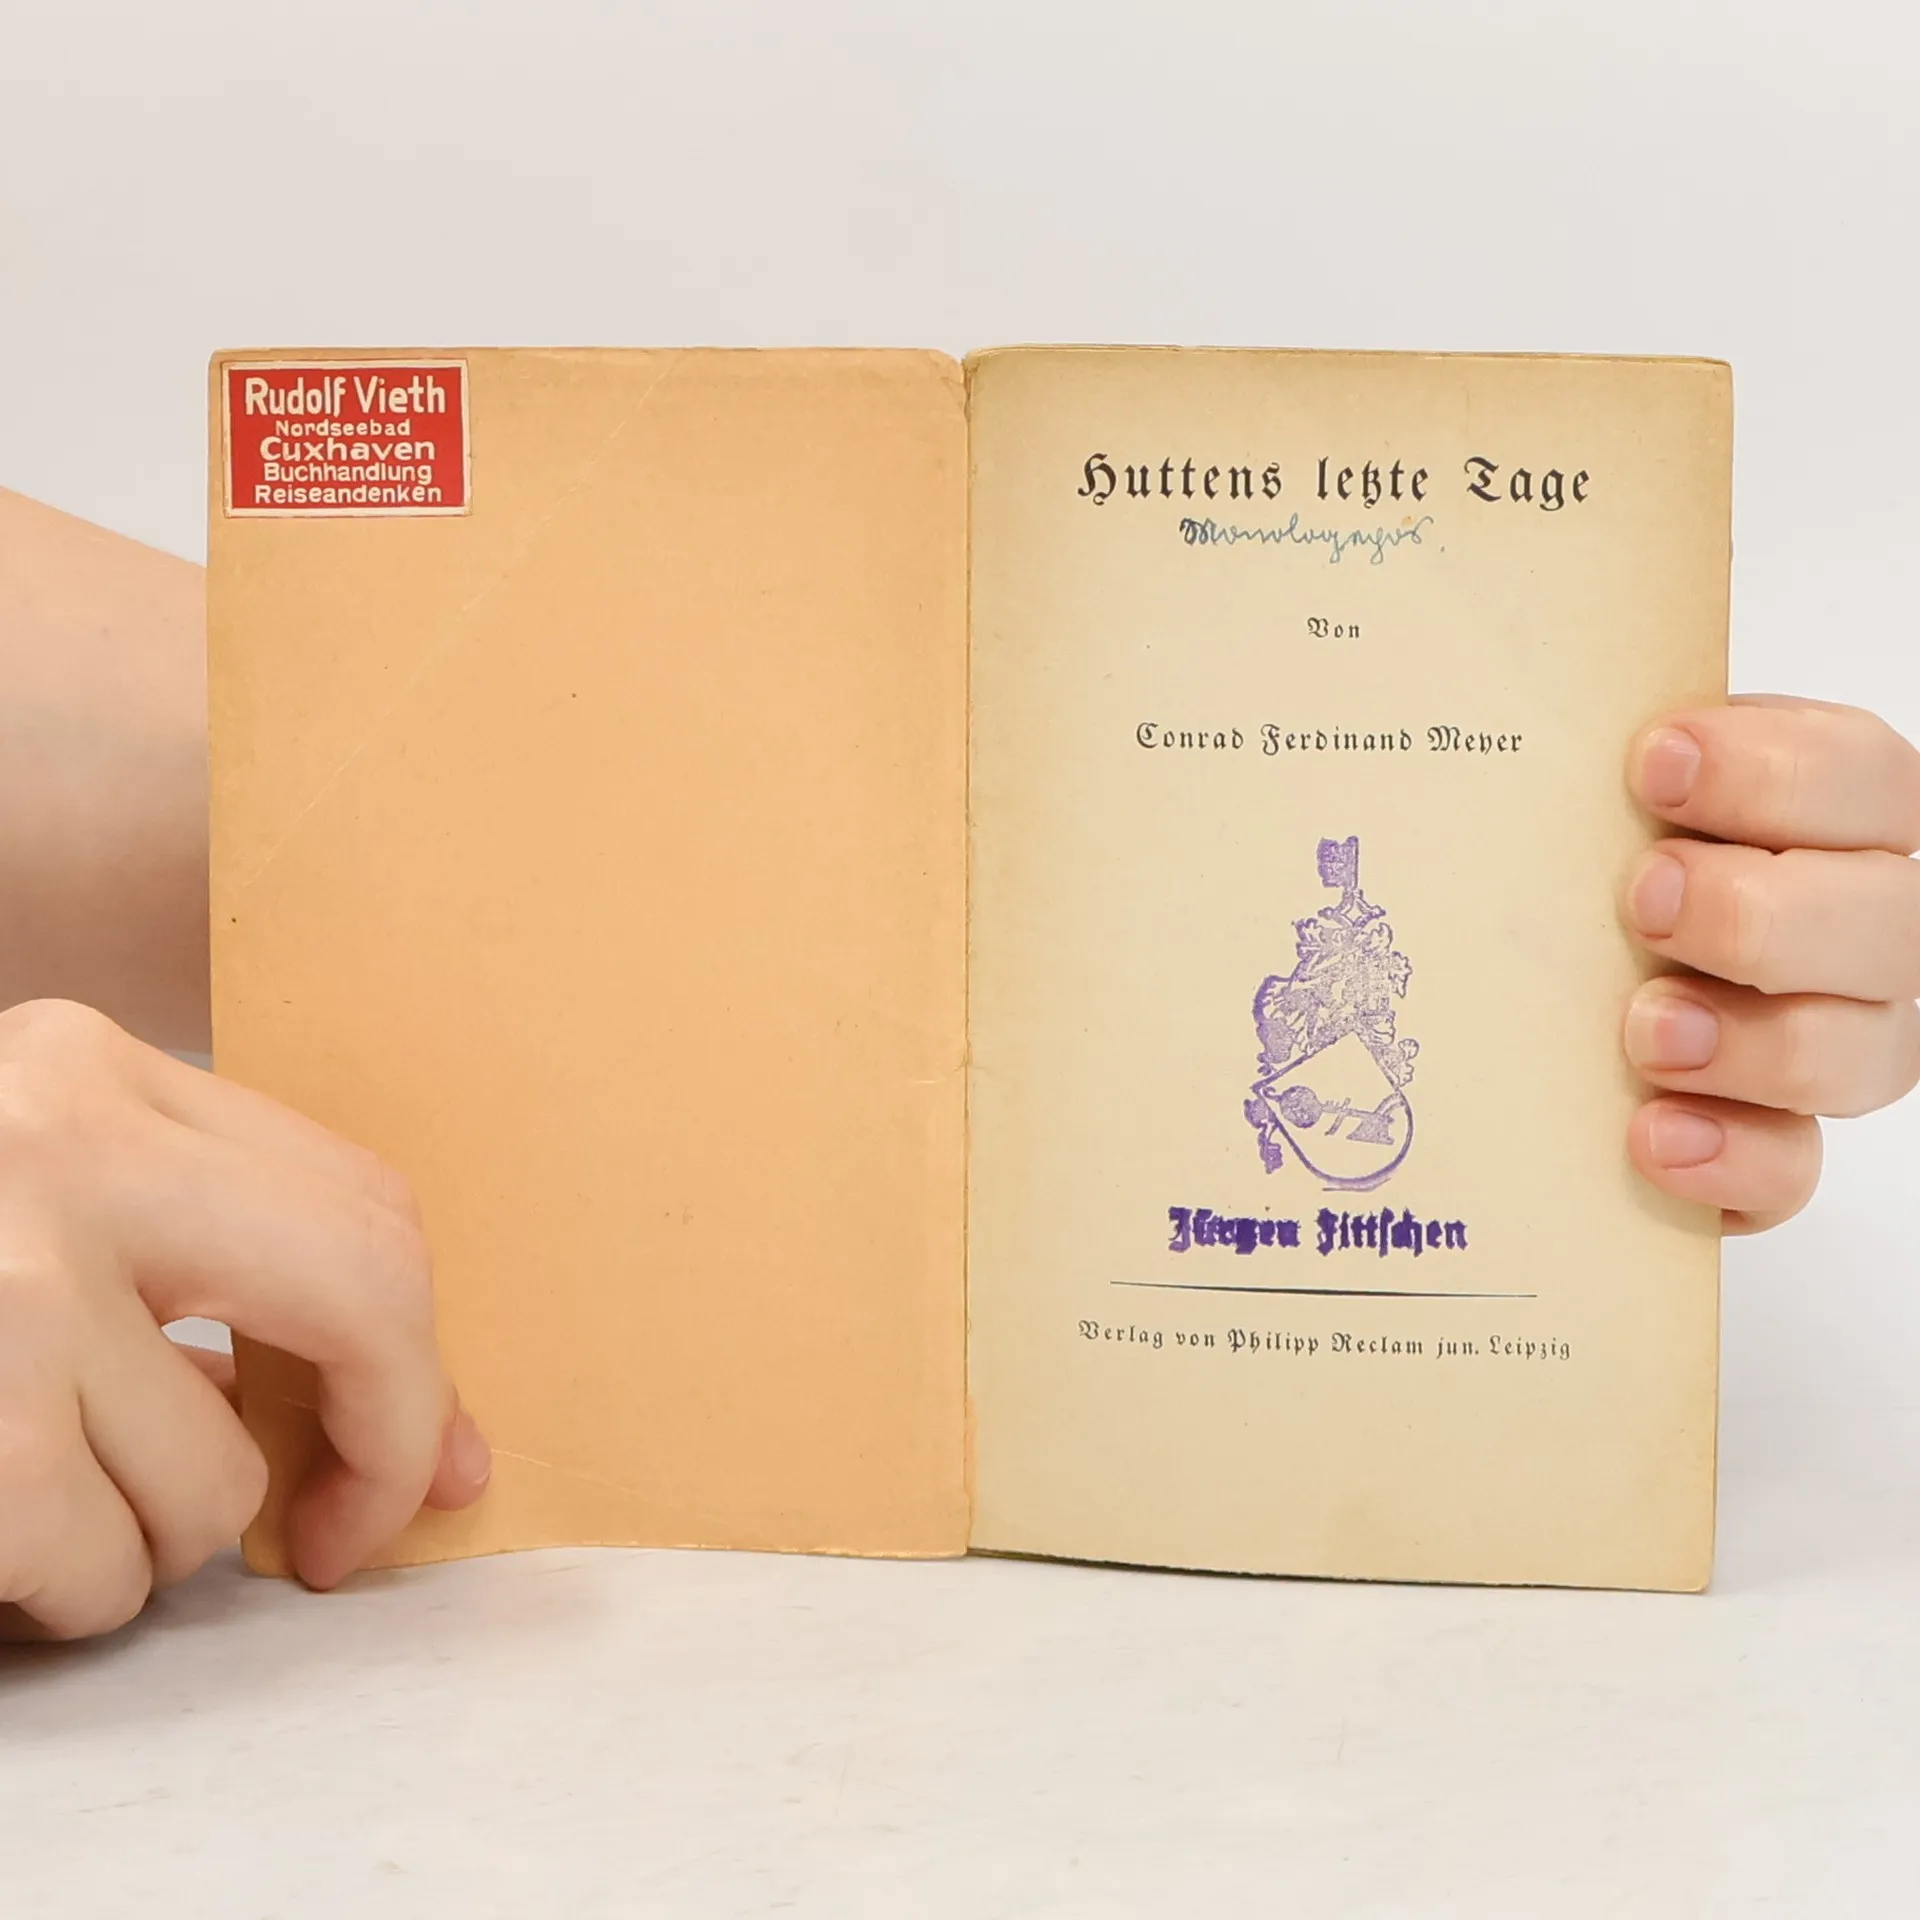 Rudolf Vieth
Nordseebad
Cuxhaven
Buchhandlung
Reiseandenken
Huttens letzte Tage
Von
Conrad Ferdinand Meyer
Jürgen Fittschen
Verlag von Philipp Reclam jun. Leipzig